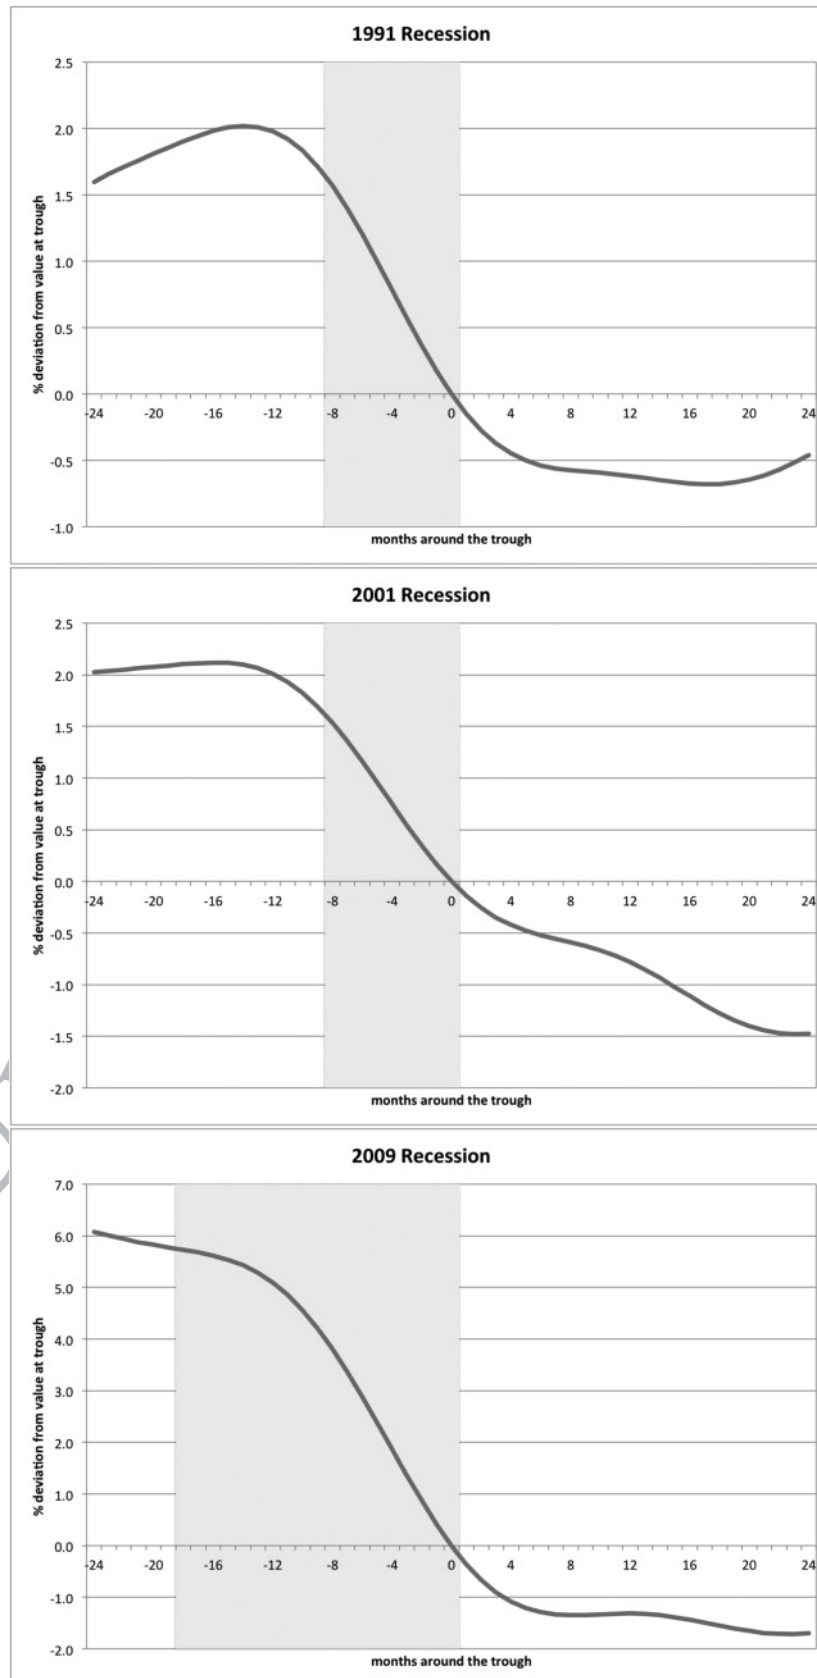 1991 Recession
% deviation from value at trough
2.5
2.0
1.5
1.0
0.5
0.0
-0.5
-1.0
-24 -20 -16 -12 -8 -4 0 4 8 12 16 20 24
months around the trough
2001 Recession
% deviation from value at trough
2.5
2.0
1.5
1.0
0.5
0.0
-0.5
-1.0
-1.5
-2.0
-24 -20 -16 -12 -8 -4 0 4 8 12 16 20 24
months around the trough
2009 Recession
% deviation from value at trough
7.0
6.0
5.0
4.0
3.0
2.0
1.0
0.0
-1.0
-2.0
-24 -20 -16 -12 -8 -4 0 4 8 12 16 20 24
months around the trough